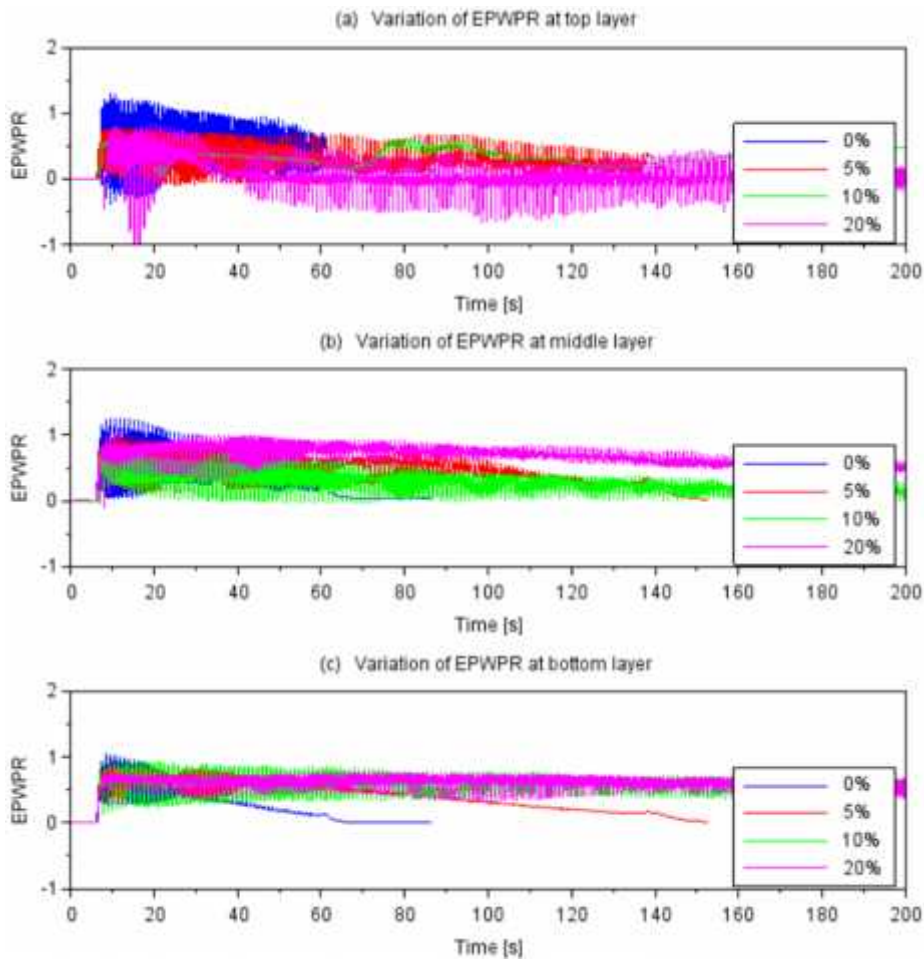 (a) Variation of EPWPR at top layer
2
1
0
-1
EPWPR
0%
5%
10%
20%
0 20 40 60 80 100 120 140 160 180 200
Time [s]
(b) Variation of EPWPR at middle layer
2
1
0
-1
EPWPR
0%
5%
10%
20%
0 20 40 60 80 100 120 140 160 180 200
Time [s]
(c) Variation of EPWPR at bottom layer
2
1
0
-1
EPWPR
0%
5%
10%
20%
0 20 40 60 80 100 120 140 160 180 200
Time [s]